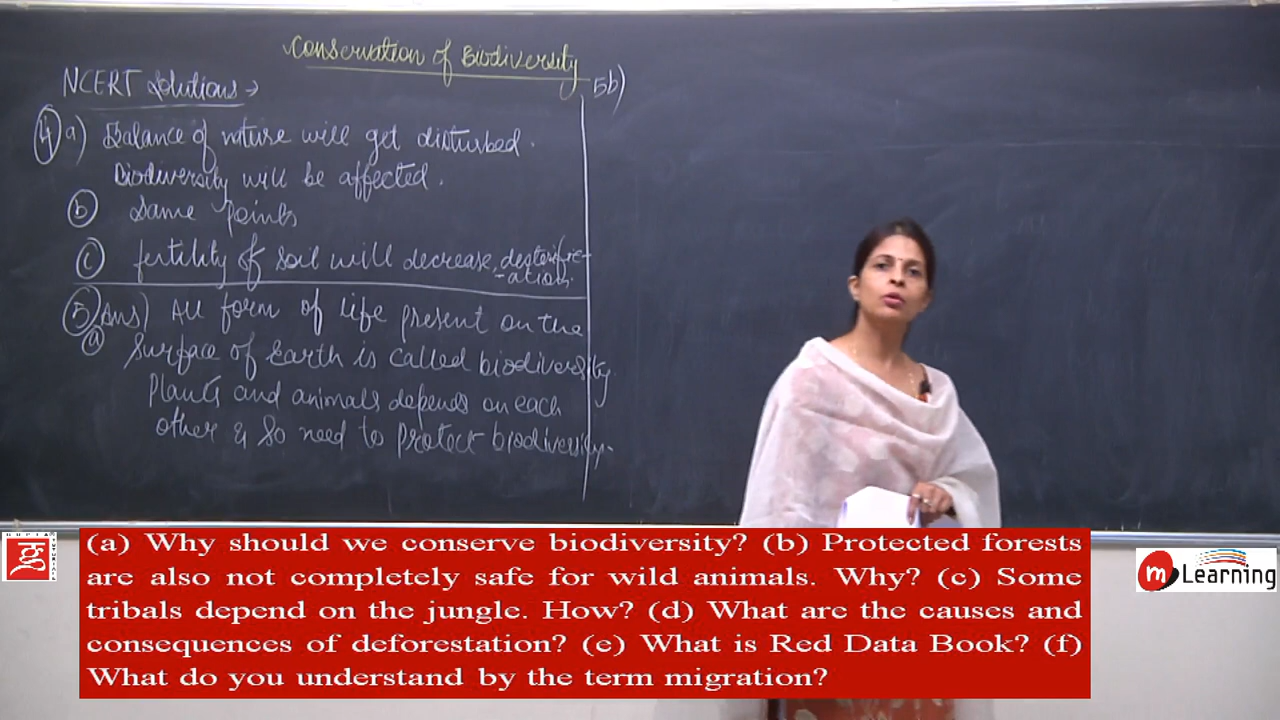 Conservation of Biodiversity
NCERT Solutions →
4 a) Balance of nature will get disturbed.
Biodiversity will be affected.
b Same points
c fertility of soil will decrease,
-ation.
5 Ans) All form of life present on the
a surface of Earth is called biodiversity.
Plants and animals depends on each
other & so need to protect biodiversity.
5b)
(a) Why should we conserve biodiversity? (b) Protected forests
are also not completely safe for wild animals. Why? (c) Some
tribals depend on the jungle. How? (d) What are the causes and
consequences of deforestation? (e) What is Red Data Book? (f)
What do you understand by the term migration?
m Learning